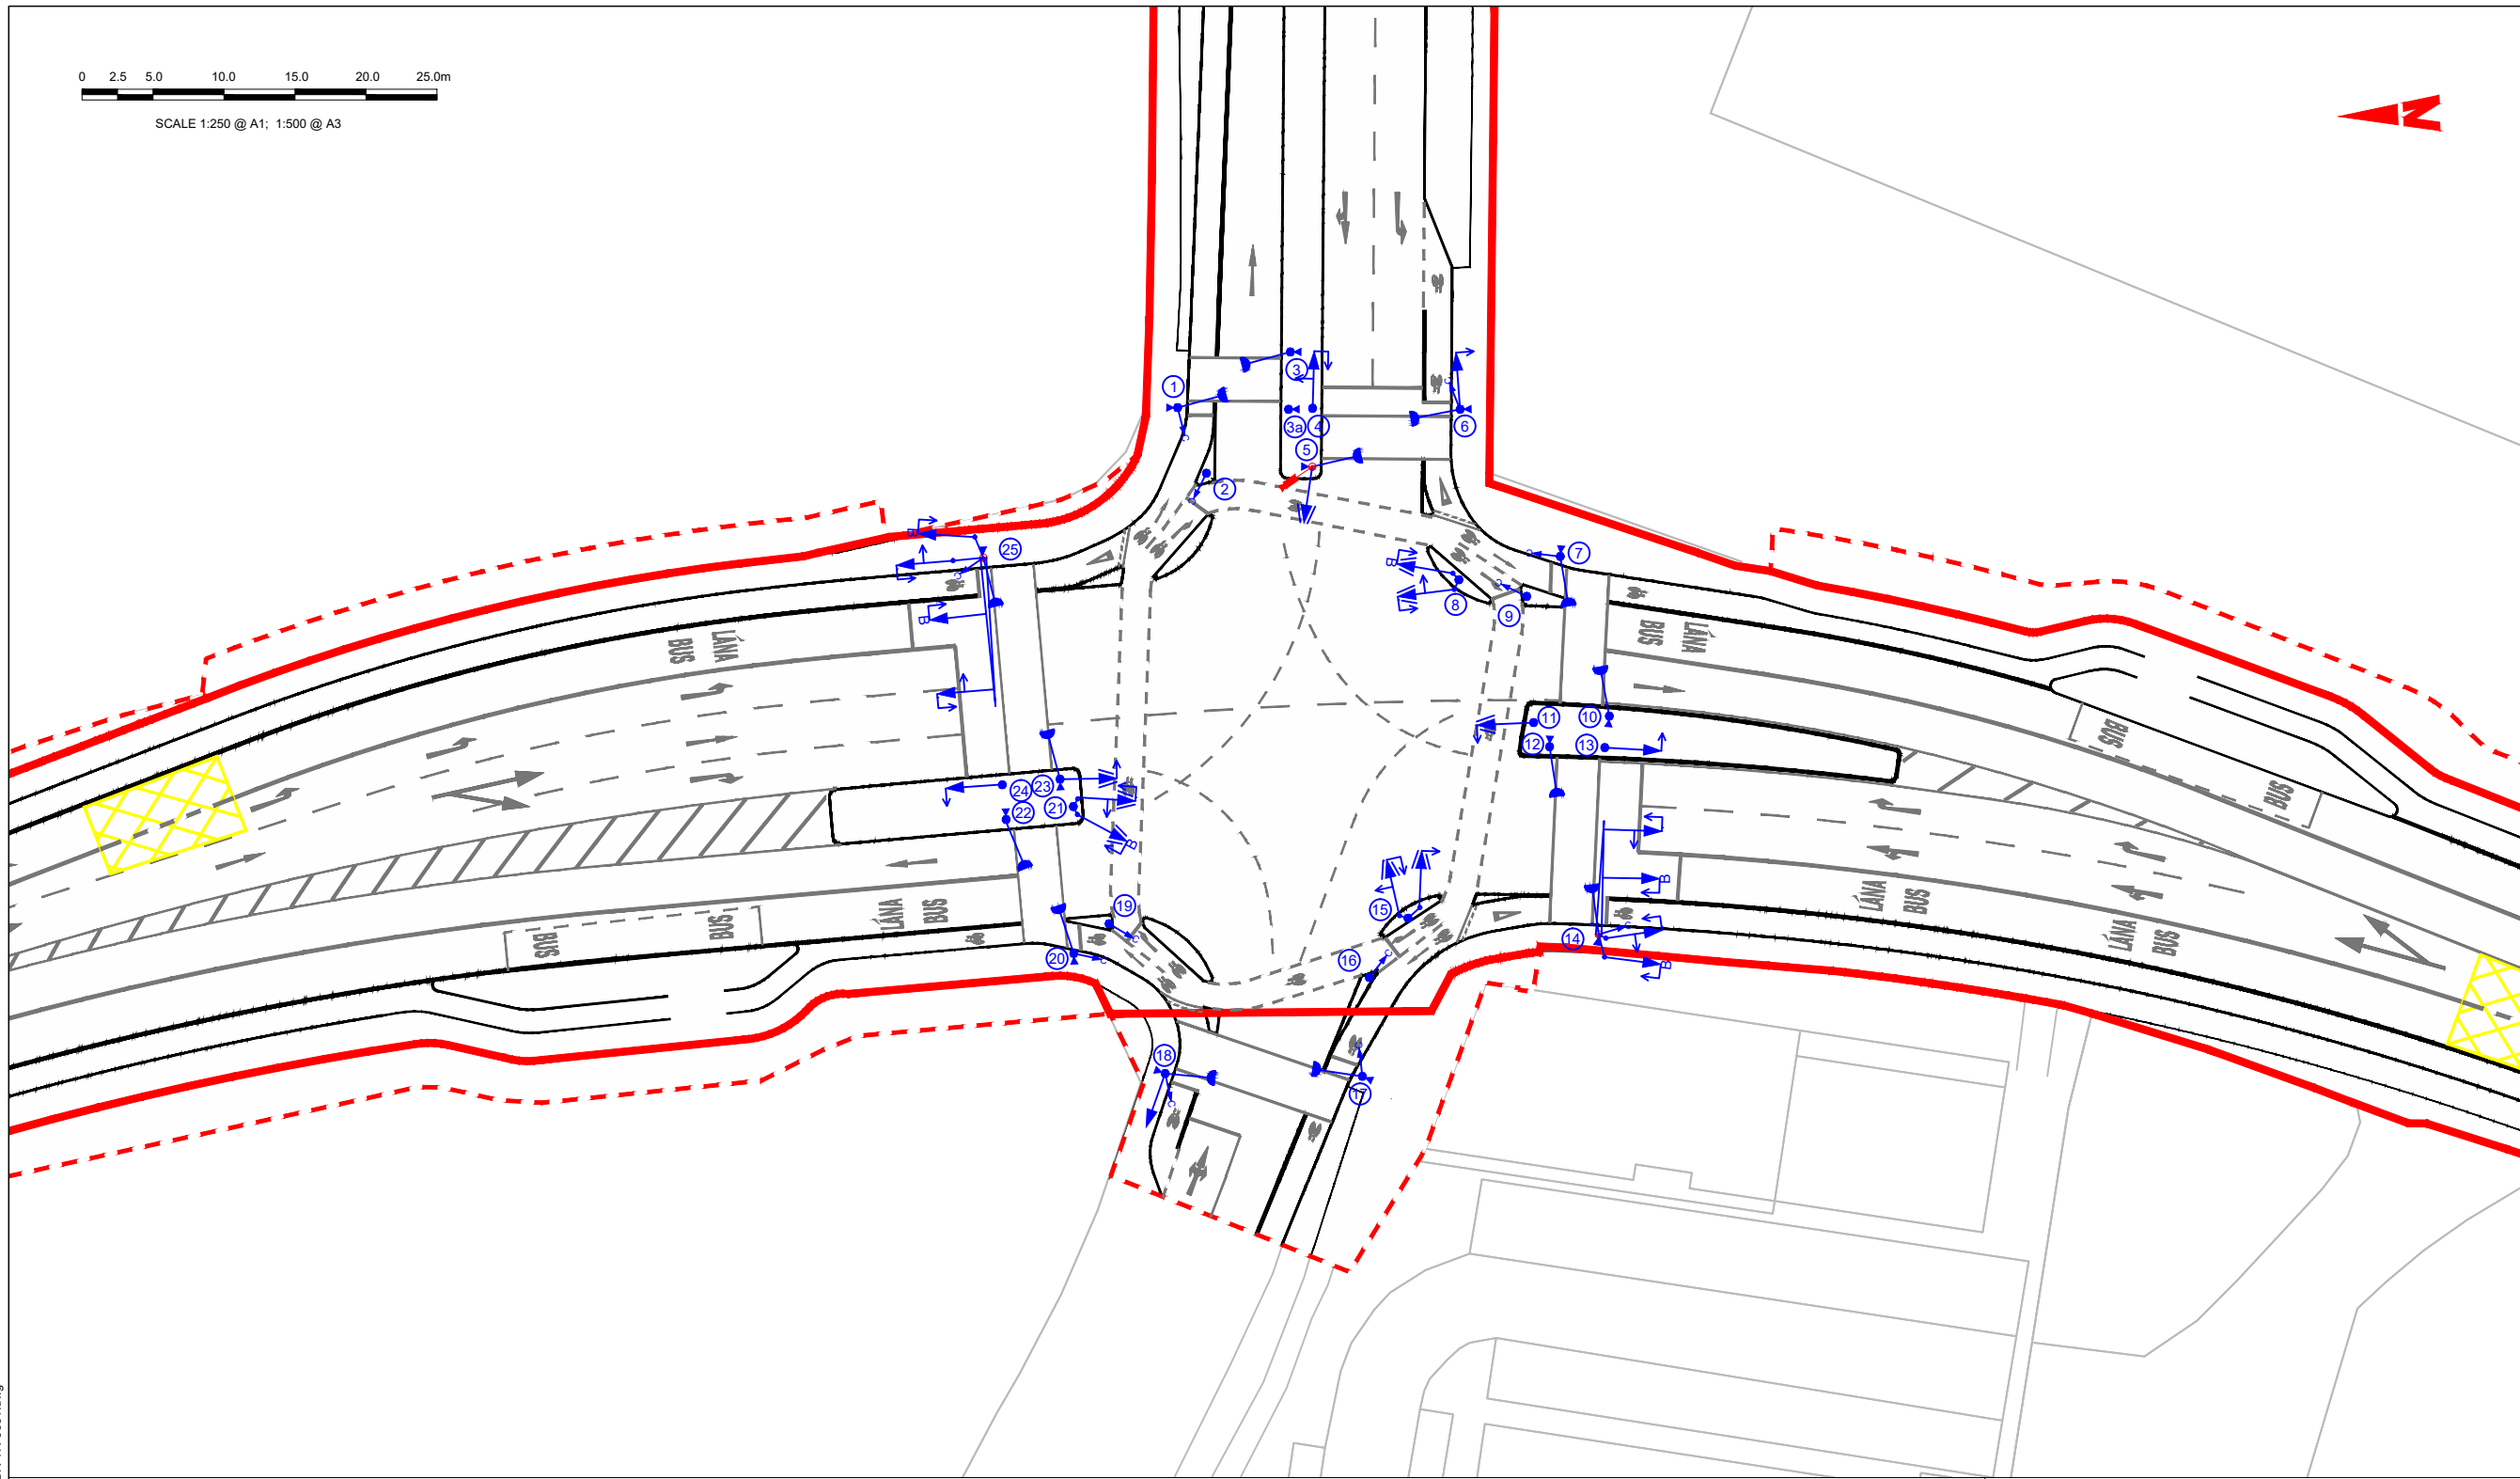 0 2.5 5.0 10.0 15.0 20.0 25.0m
SCALE 1:250 @ A1; 1:500 @ A3
N
1
3
3a
4
6
5
2
C
C
C
25
B
C
B
7
C
B
8
C
9
LÁNA
BUS
LÁNA
BUS
11
10
12
13
BUS
BUS
24
23
22
21
B
B
LÁNA
BUS
BUS
BUS
19
C
20
C
15
16
C
14
C
B
LÁNA
BUS
LÁNA
BUS
18
C
17
C